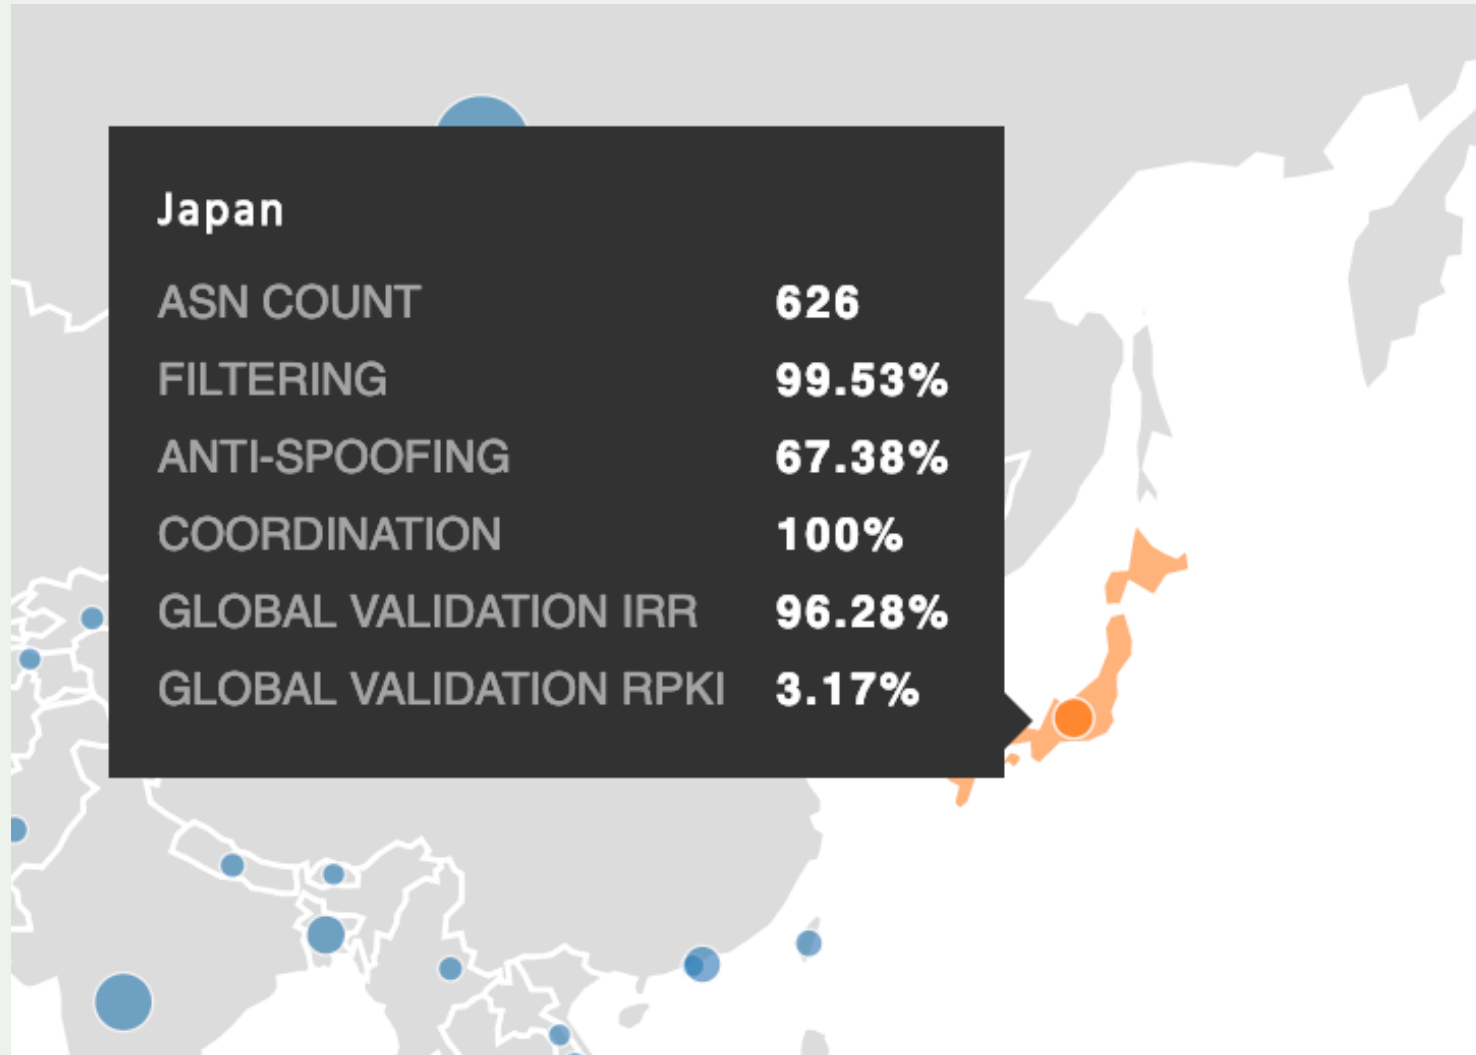 Japan
ASN COUNT 626
FILTERING 99.53%
ANTI-SPOOFING 67.38%
COORDINATION 100%
GLOBAL VALIDATION IRR 96.28%
GLOBAL VALIDATION RPKI 3.17%